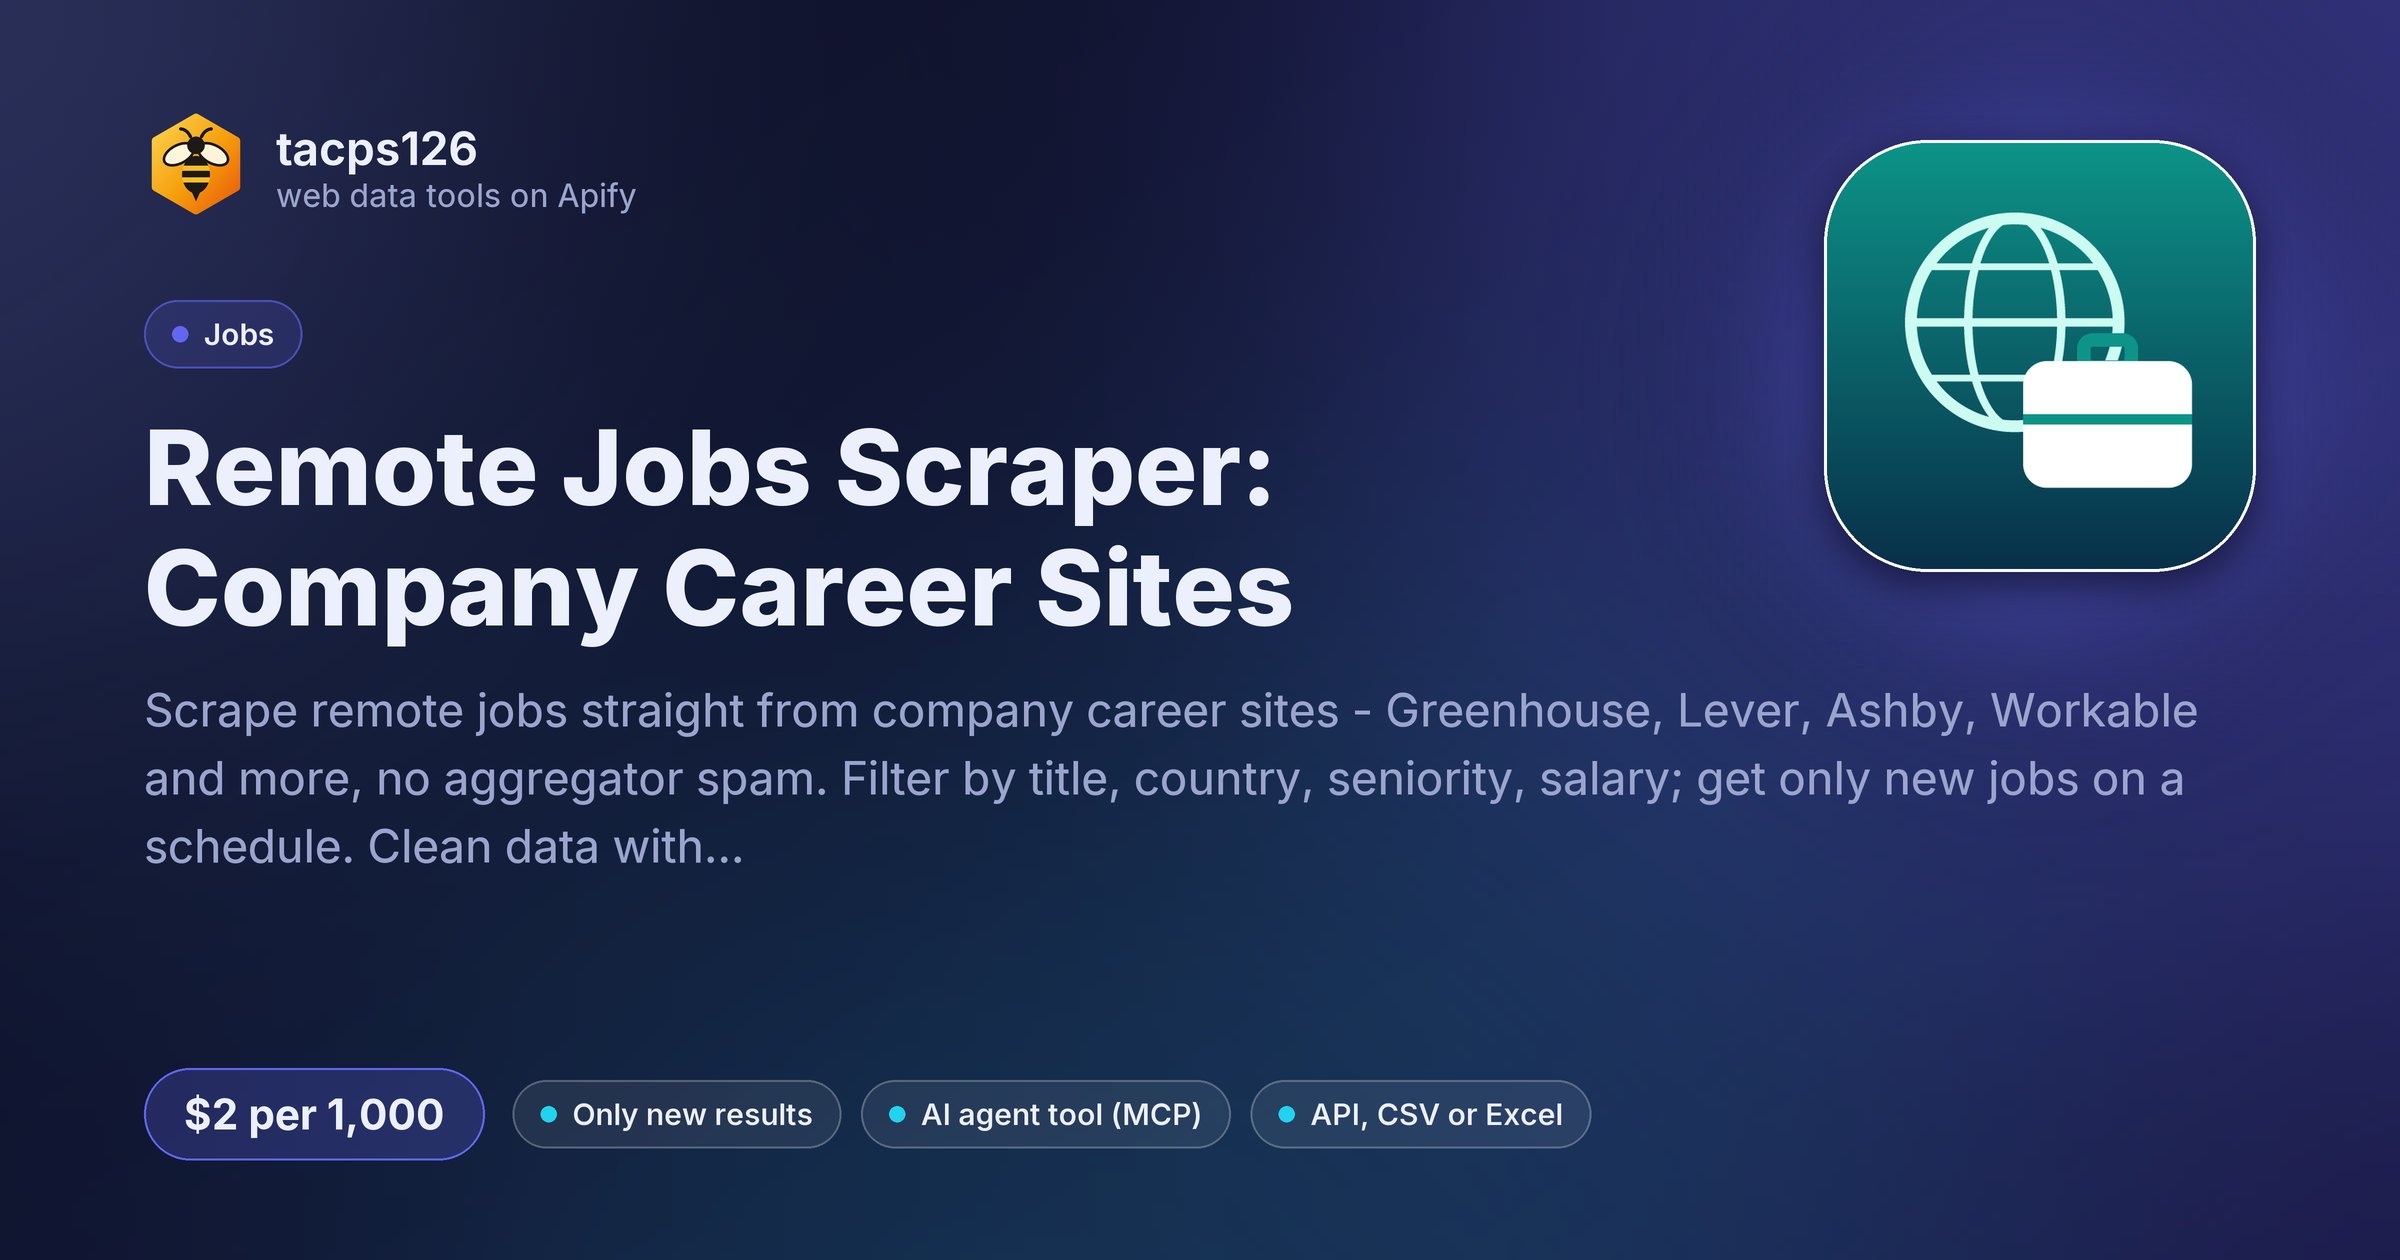 tacps126
web data tools on Apify
Jobs
Remote Jobs Scraper:
Company Career Sites
Scrape remote jobs straight from company career sites - Greenhouse, Lever, Ashby, Workable
and more, no aggregator spam. Filter by title, country, seniority, salary; get only new jobs on a
schedule. Clean data with...
$2 per 1,000
Only new results
AI agent tool (MCP)
API, CSV or Excel